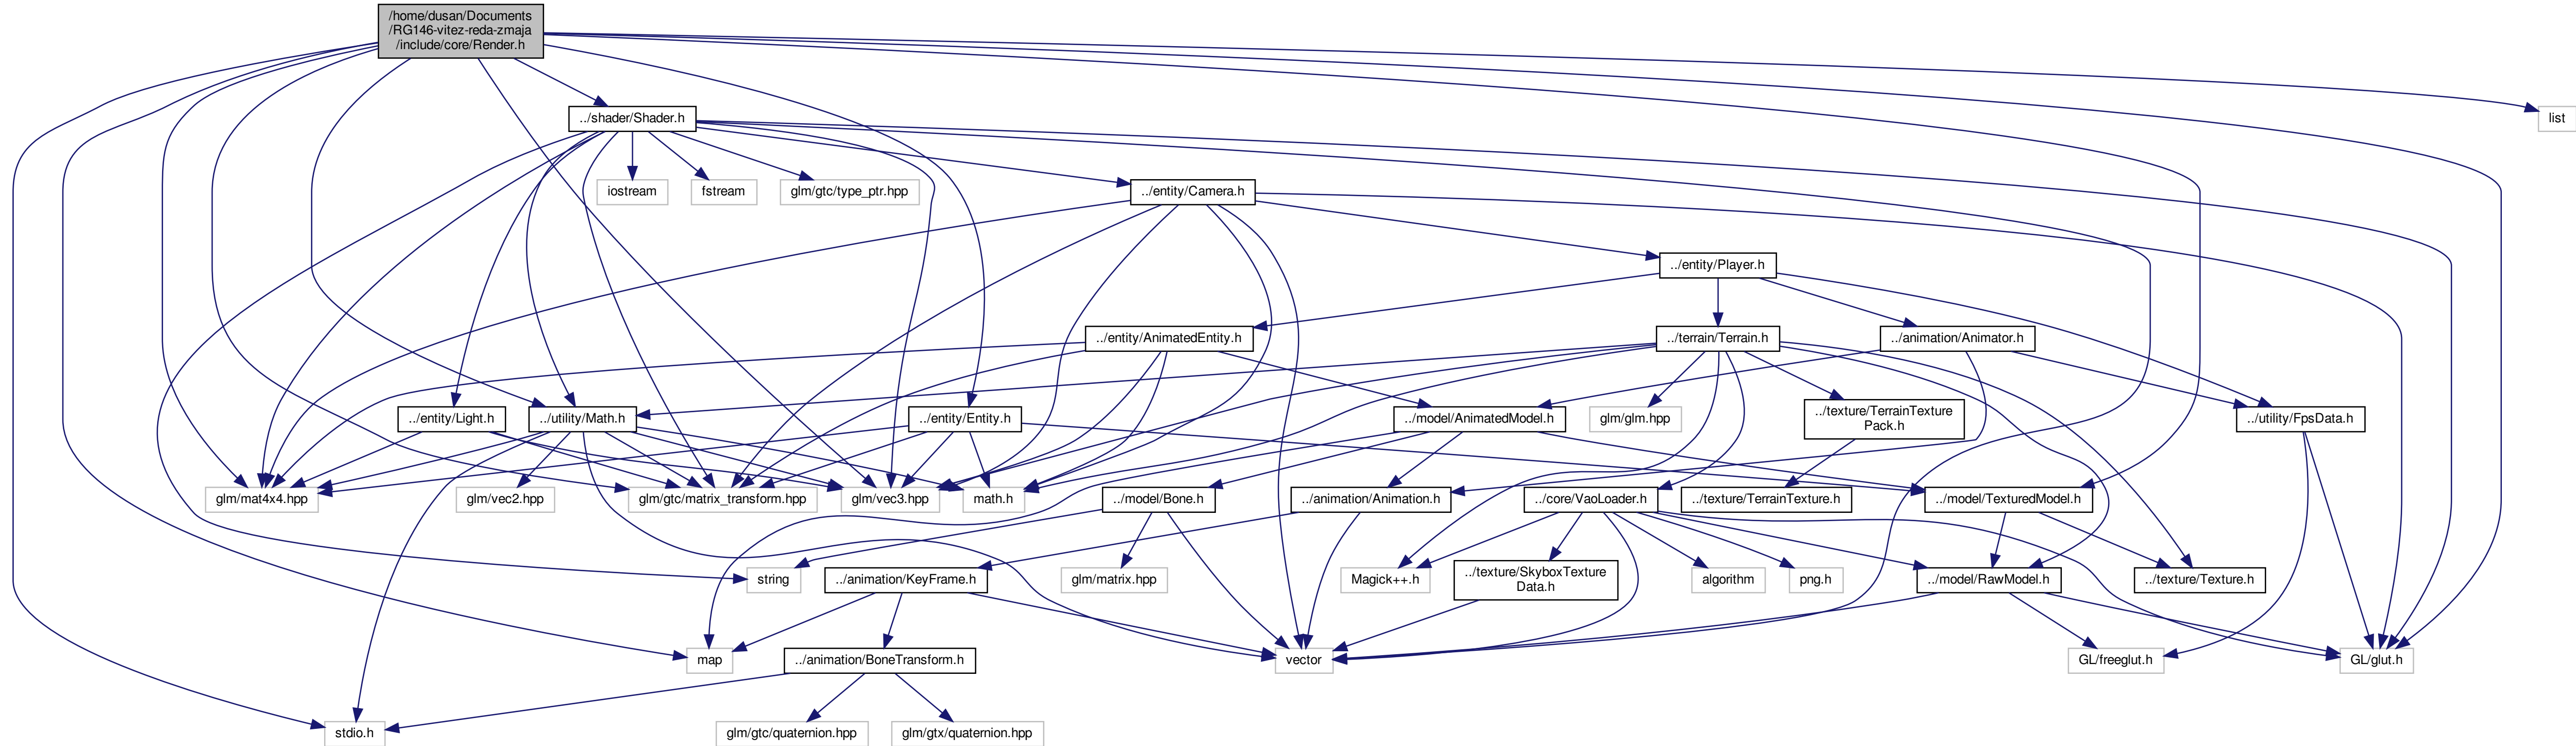 /home/dusan/Documents
/RG146-vitez-reda-zmaja
/include/core/Render.h
../shader/Shader.h
list
iostream
fstream
glm/gtc/type_ptr.hpp
../entity/Camera.h
../entity/Player.h
../entity/AnimatedEntity.h
../terrain/Terrain.h
../animation/Animator.h
../entity/Light.h
../utility/Math.h
../entity/Entity.h
../model/AnimatedModel.h
glm/glm.hpp
../texture/TerrainTexture
Pack.h
../utility/FpsData.h
glm/mat4x4.hpp
glm/vec2.hpp
glm/gtc/matrix_transform.hpp
glm/vec3.hpp
math.h
../model/Bone.h
../animation/Animation.h
../core/VaoLoader.h
../texture/TerrainTexture.h
../model/TexturedModel.h
string
../animation/KeyFrame.h
glm/matrix.hpp
Magick++.h
../texture/SkyboxTexture
Data.h
algorithm
png.h
../model/RawModel.h
../texture/Texture.h
map
../animation/BoneTransform.h
vector
GL/freeglut.h
GL/glut.h
stdio.h
glm/gtc/quaternion.hpp
glm/gtx/quaternion.hpp